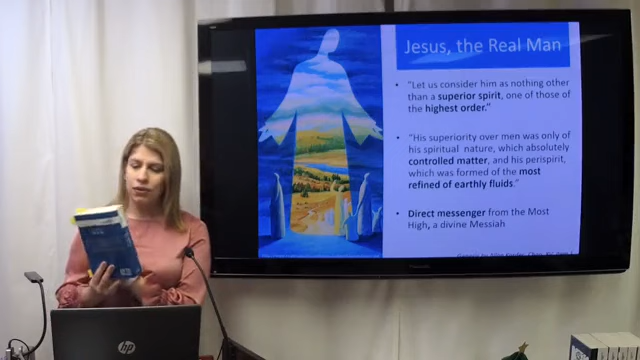 Jesus, the Real Man
• "Let us consider him as nothing other
than a superior spirit, one of those of
the highest order."
• "His superiority over men was only of
his spiritual nature, which absolutely
controlled matter, and his perispirit,
which was formed of the most
refined of earthly fluids."
• Direct messenger from the Most
High, a divine Messiah
hp